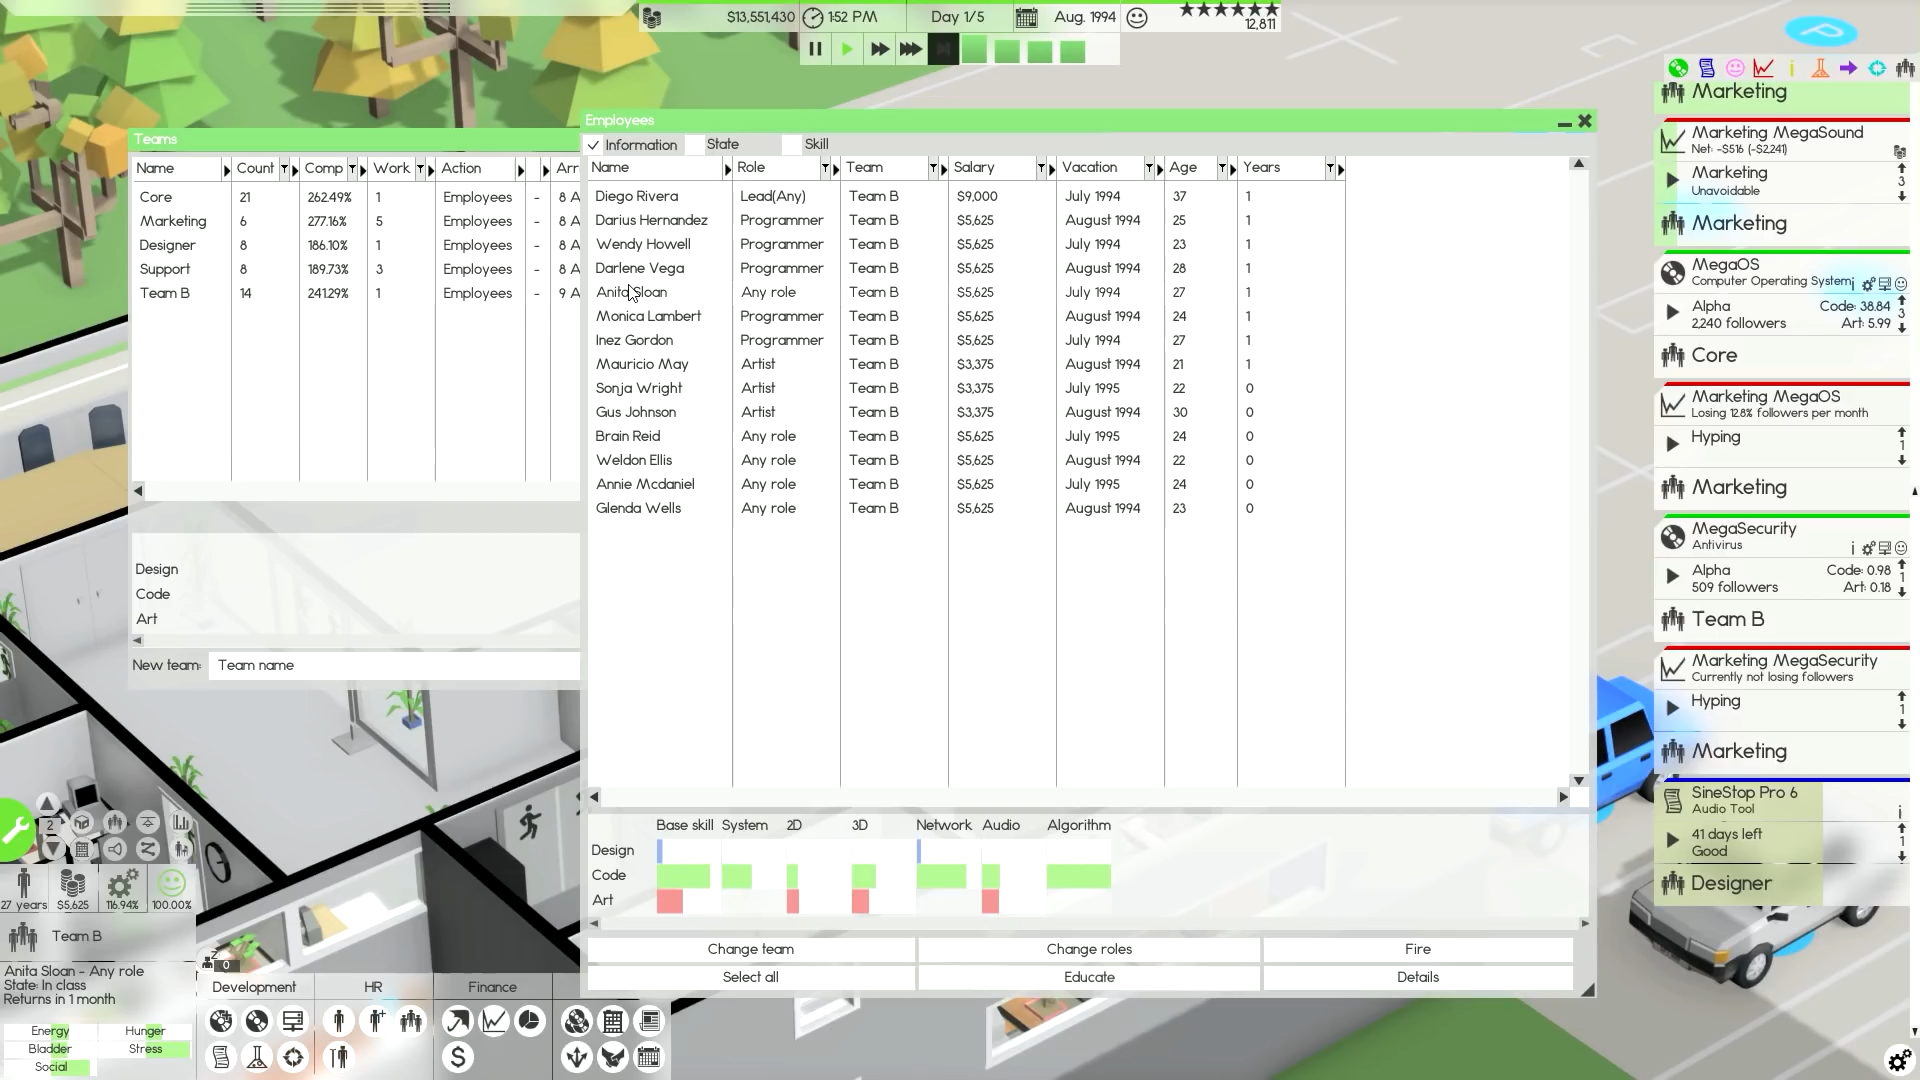 $13,551,430 1:52 PM Day 1/5 Aug. 1994 12,811
Teams
Name Count Comp Work Action Arr
Core 21 262.49% 1 Employees - 8 A
Marketing 6 277.16% 5 Employees - 8 A
Designer 8 186.10% 1 Employees - 8 A
Support 8 189.73% 3 Employees - 8 A
Team B 14 241.29% 1 Employees - 9 A
Design
Code
Art
New team: Team name
Employees
Information State Skill
Name Role Team Salary Vacation Age Years
Diego Rivera Lead(Any) Team B $9,000 July 1994 37 1
Darius Hernandez Programmer Team B $5,625 August 1994 25 1
Wendy Howell Programmer Team B $5,625 July 1994 23 1
Darlene Vega Programmer Team B $5,625 August 1994 28 1
Anita Sloan Any role Team B $5,625 July 1994 27 1
Monica Lambert Programmer Team B $5,625 August 1994 24 1
Inez Gordon Programmer Team B $5,625 July 1994 27 1
Mauricio May Artist Team B $3,375 August 1994 21 1
Sonja Wright Artist Team B $3,375 July 1995 22 0
Gus Johnson Artist Team B $3,375 August 1994 30 0
Brain Reid Any role Team B $5,625 July 1995 24 0
Weldon Ellis Any role Team B $5,625 August 1994 22 0
Annie Mcdaniel Any role Team B $5,625 July 1995 24 0
Glenda Wells Any role Team B $5,625 August 1994 23 0
Base skill System 2D 3D Network Audio Algorithm
Design
Code
Art
Change team Change roles Fire
Select all Educate Details
Marketing
Marketing MegaSound
Net: -$516 (-$2,241)
Marketing
Unavoidable 3
Marketing
MegaOS
Computer Operating System
Alpha Code: 38.84
2,240 followers Art: 5.99 3
Core
Marketing MegaOS
Losing 12.8% followers per month
Hyping 1
Marketing
MegaSecurity
Antivirus
Alpha Code: 0.98
509 followers Art: 0.18 1
Team B
Marketing MegaSecurity
Currently not losing followers
Hyping 1
Marketing
SineStop Pro 6
Audio Tool
41 days left
Good 1
Designer
2
27 years $5,625 116.94% 100.00%
Team B
Anita Sloan - Any role
State: In class
Returns in 1 month
Energy Hunger
Bladder Stress
Social
0
Development HR Finance